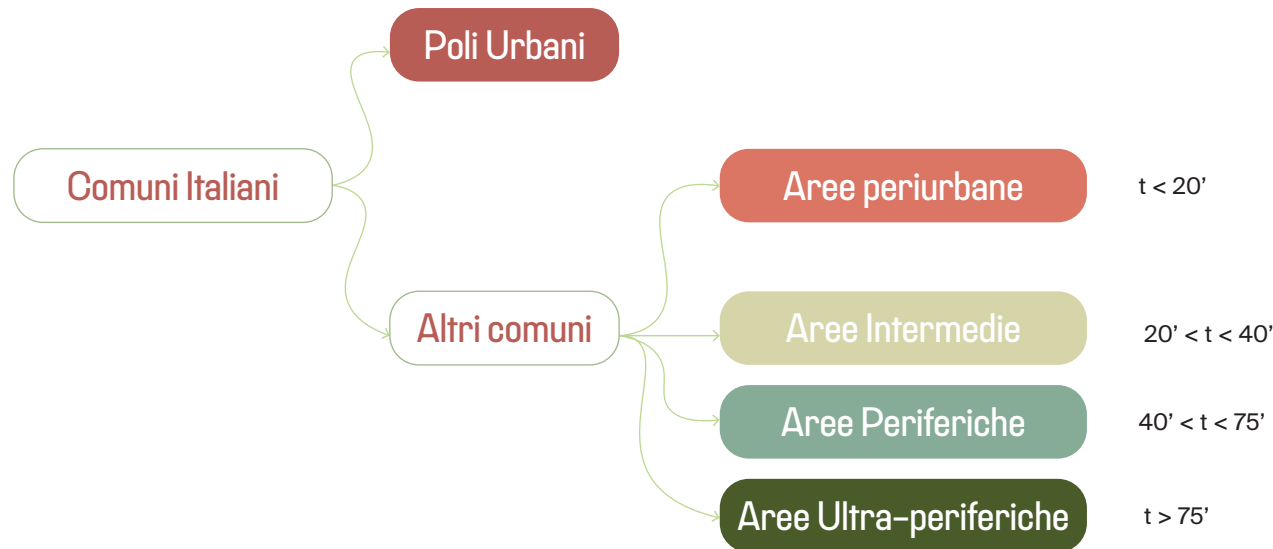 Poli Urbani
Comuni Italiani
Aree periurbane
t < 20’
Aree Intermedie
20’ < t < 40’
Altri comuni
Aree Periferiche
40’ < t < 75’
Aree Ultra-periferiche
t > 75’